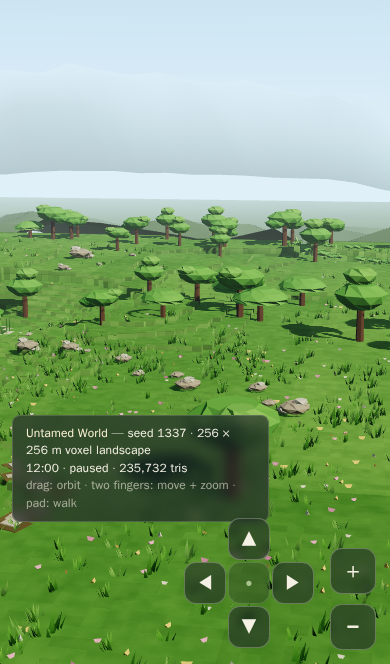 Untamed World — seed 1337 · 256 ×
256 m voxel landscape
12:00 · paused · 235,732 tris
drag: orbit · two fingers: move + zoom ·
pad: walk
+
−